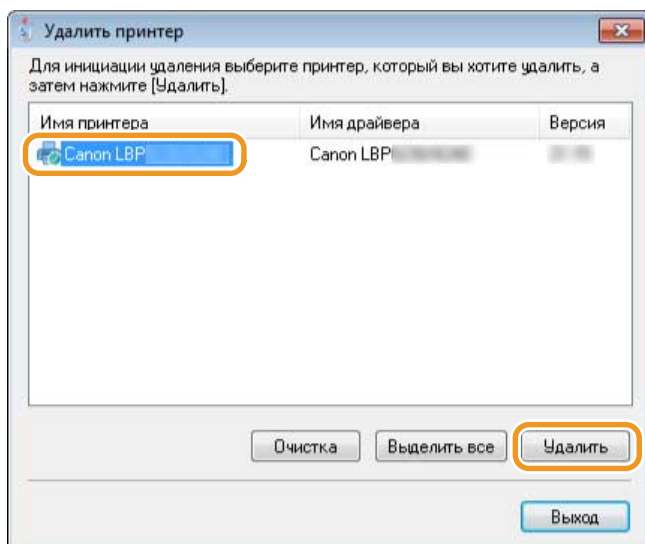 Удалить принтер
Для инициации удаления выберите принтер, который вы хотите удалить, а
затем нажмите [Удалить].
Имя принтера Имя драйвера Версия
Canon LBP Canon LBP
Очистка Выделить все Удалить
Выход